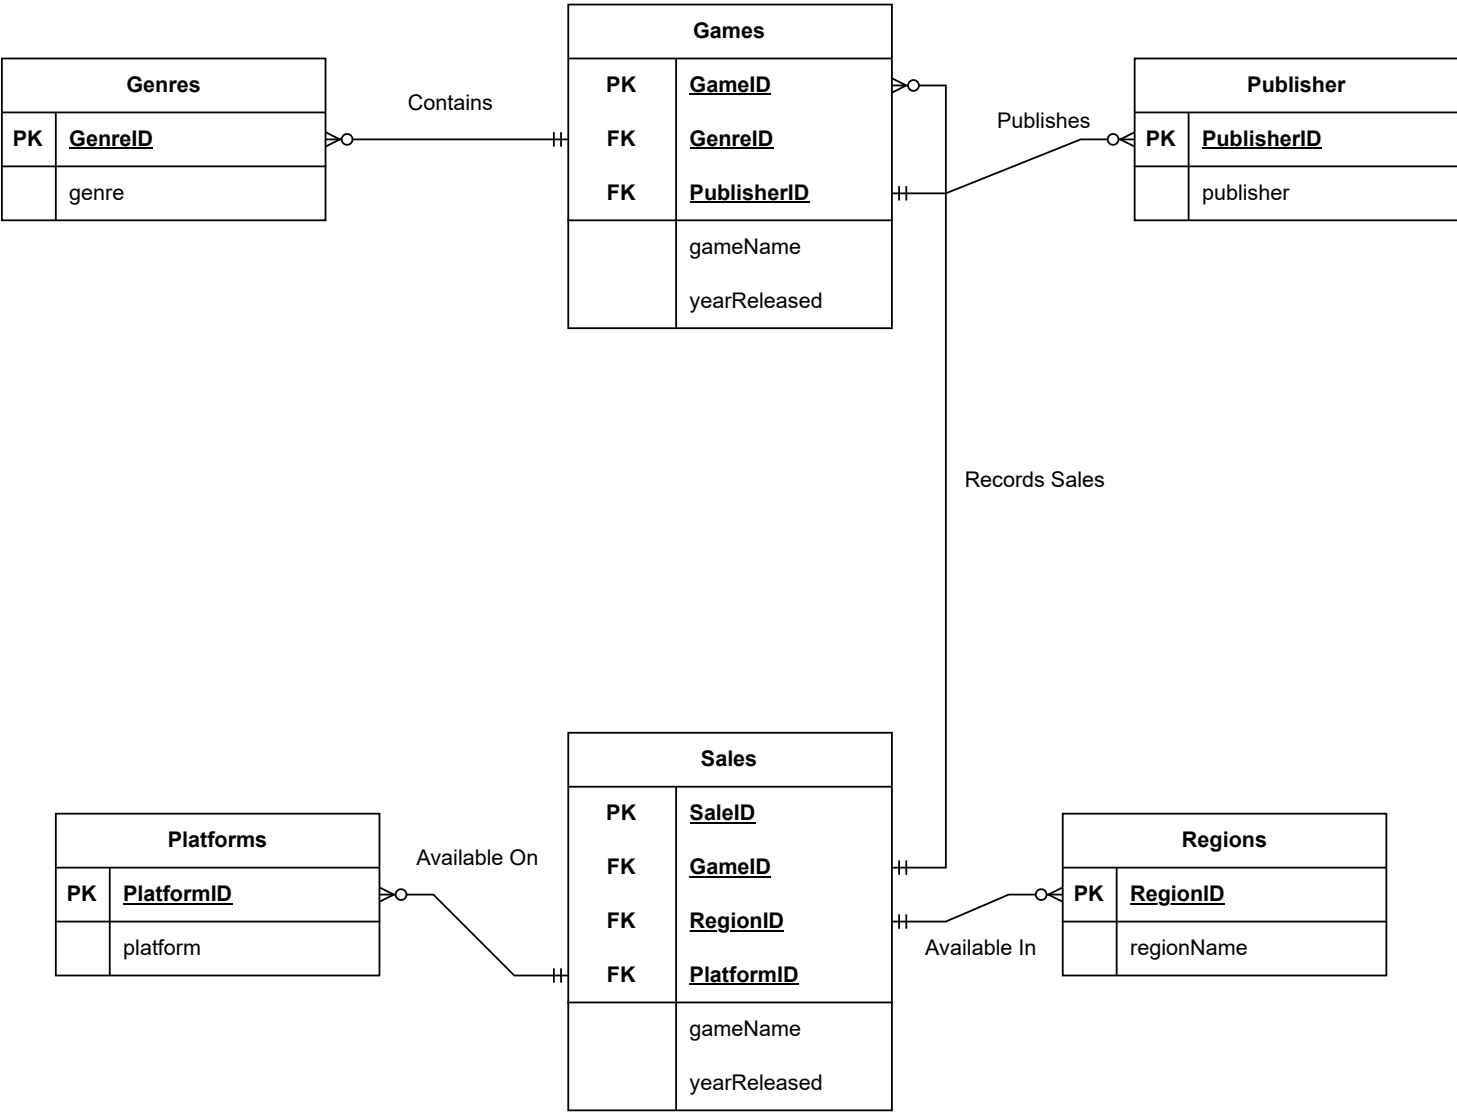 Games
PK GameID
FK GenreID
FK PublisherID
gameName
yearReleased
Genres
PK GenreID
genre
Contains
Publishes
Publisher
PK PublisherID
publisher
Records Sales
Sales
PK SaleID
FK GameID
FK RegionID
FK PlatformID
gameName
yearReleased
Platforms
PK PlatformID
platform
Available On
Available In
Regions
PK RegionID
regionName